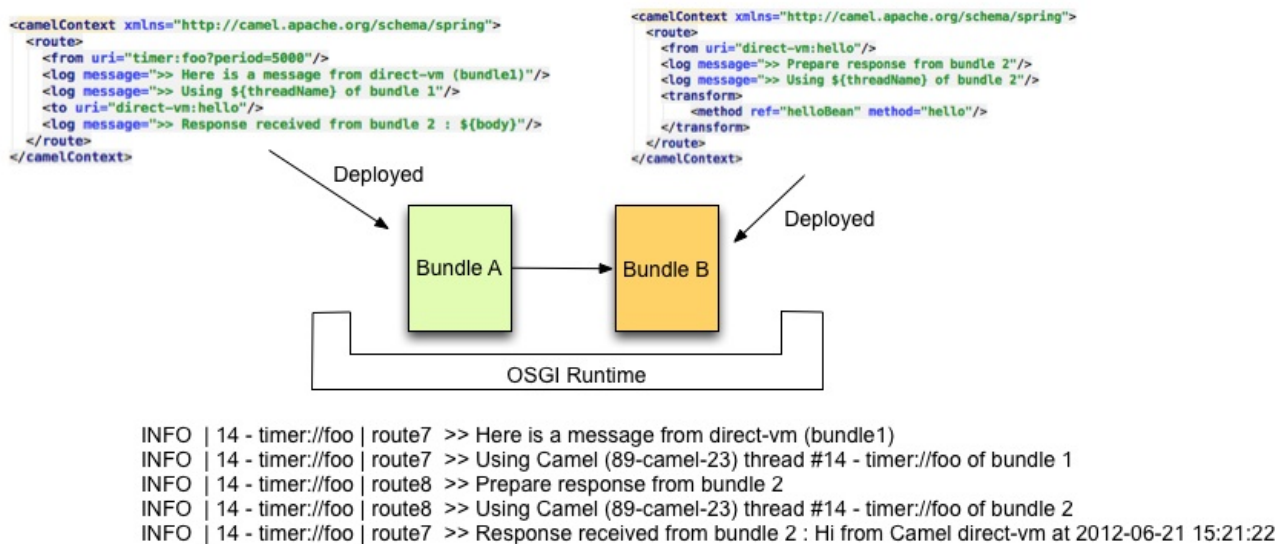 <camelContext xmlns="http://camel.apache.org/schema/spring">
<route>
<from uri="timer:foo?period=5000"/>
<log message=">> Here is a message from direct-vm (bundle1)"/>
<log message=">> Using ${threadName} of bundle 1"/>
<to uri="direct-vm:hello"/>
<log message=">> Response received from bundle 2 : ${body}"/>
</route>
</camelContext>
<camelContext xmlns="http://camel.apache.org/schema/spring">
<route>
<from uri="direct-vm:hello"/>
<log message=">> Prepare response from bundle 2"/>
<log message=">> Using ${threadName} of bundle 2"/>
<transform>
<method ref="helloBean" method="hello"/>
</transform>
</route>
</camelContext>
Deployed
Deployed
Bundle A
Bundle B
OSGI Runtime
INFO | 14 - timer://foo | route7 >> Here is a message from direct-vm (bundle1)
INFO | 14 - timer://foo | route7 >> Using Camel (89-camel-23) thread #14 - timer://foo of bundle 1
INFO | 14 - timer://foo | route8 >> Prepare response from bundle 2
INFO | 14 - timer://foo | route8 >> Using Camel (89-camel-23) thread #14 - timer://foo of bundle 2
INFO | 14 - timer://foo | route7 >> Response received from bundle 2 : Hi from Camel direct-vm at 2012-06-21 15:21:22